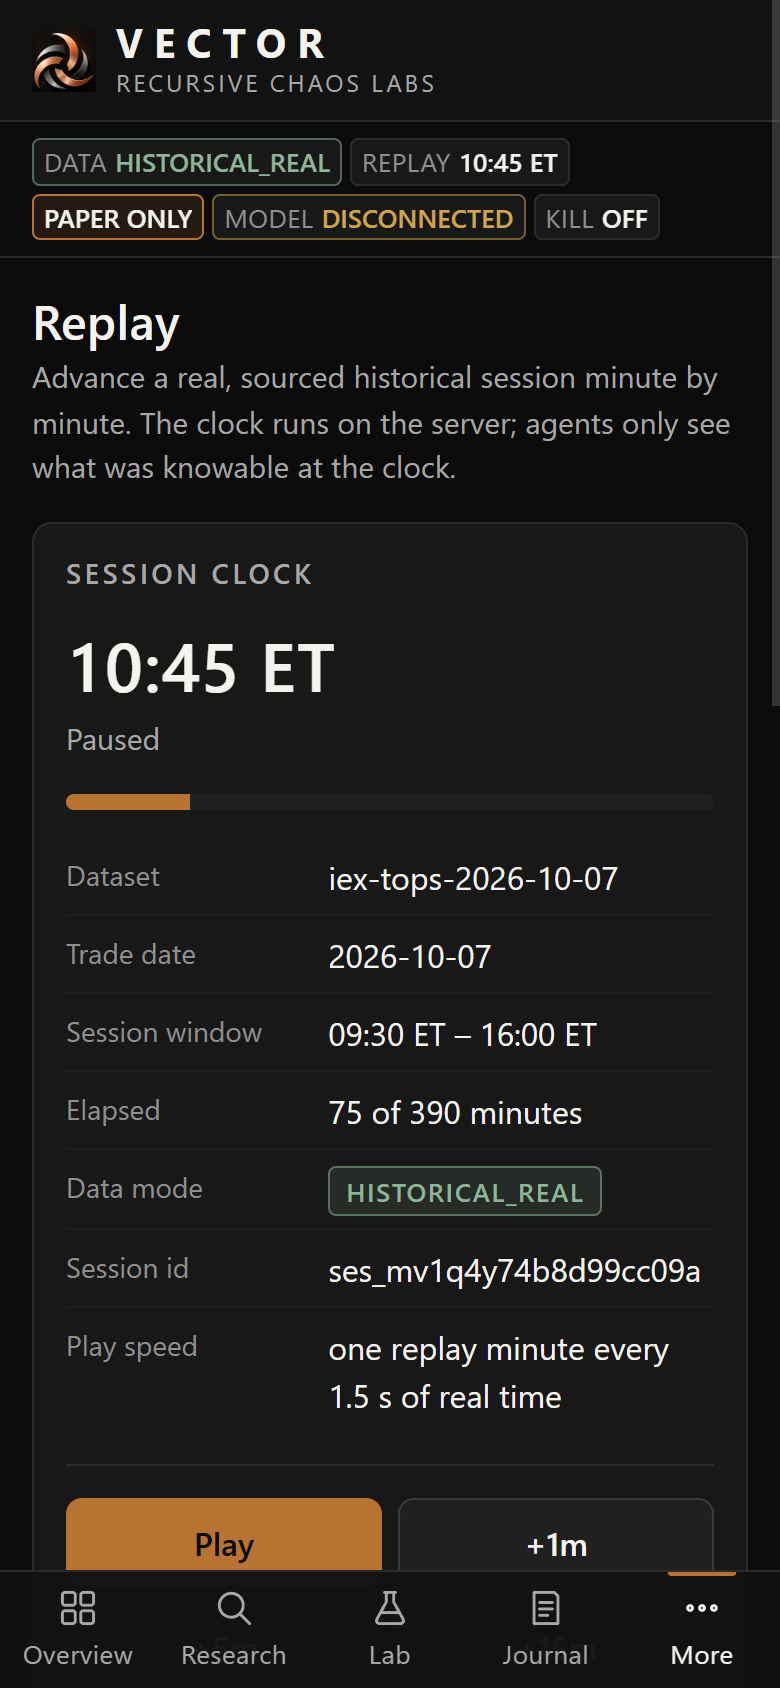 VECTOR
RECURSIVE CHAOS LABS
DATA HISTORICAL_REAL
REPLAY 10:45 ET
PAPER ONLY
MODEL DISCONNECTED
KILL OFF
Replay
Advance a real, sourced historical session minute by
minute. The clock runs on the server; agents only see
what was knowable at the clock.
SESSION CLOCK
10:45 ET
Paused
Dataset
iex-tops-2026-10-07
Trade date
2026-10-07
Session window
09:30 ET – 16:00 ET
Elapsed
75 of 390 minutes
Data mode
HISTORICAL_REAL
Session id
ses_mv1q4y74b8d99cc09a
Play speed
one replay minute every
1.5 s of real time
Play
+1m
Overview
Research
Lab
Journal
More